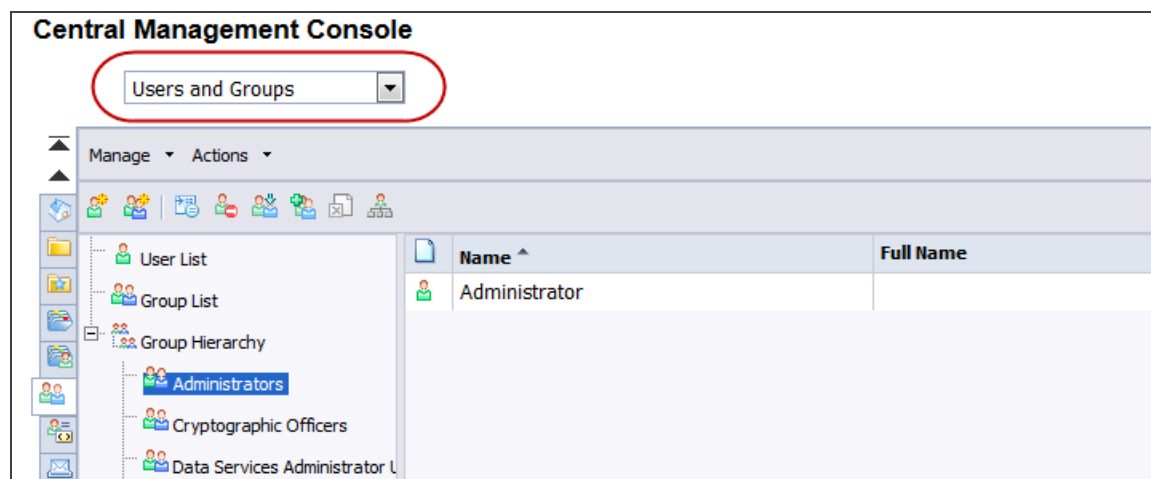 Central Management Console
Users and Groups
Manage Actions
User List
Group List
Group Hierarchy
Administrators
Cryptographic Officers
Data Services Administrator U
Name Full Name
Administrator